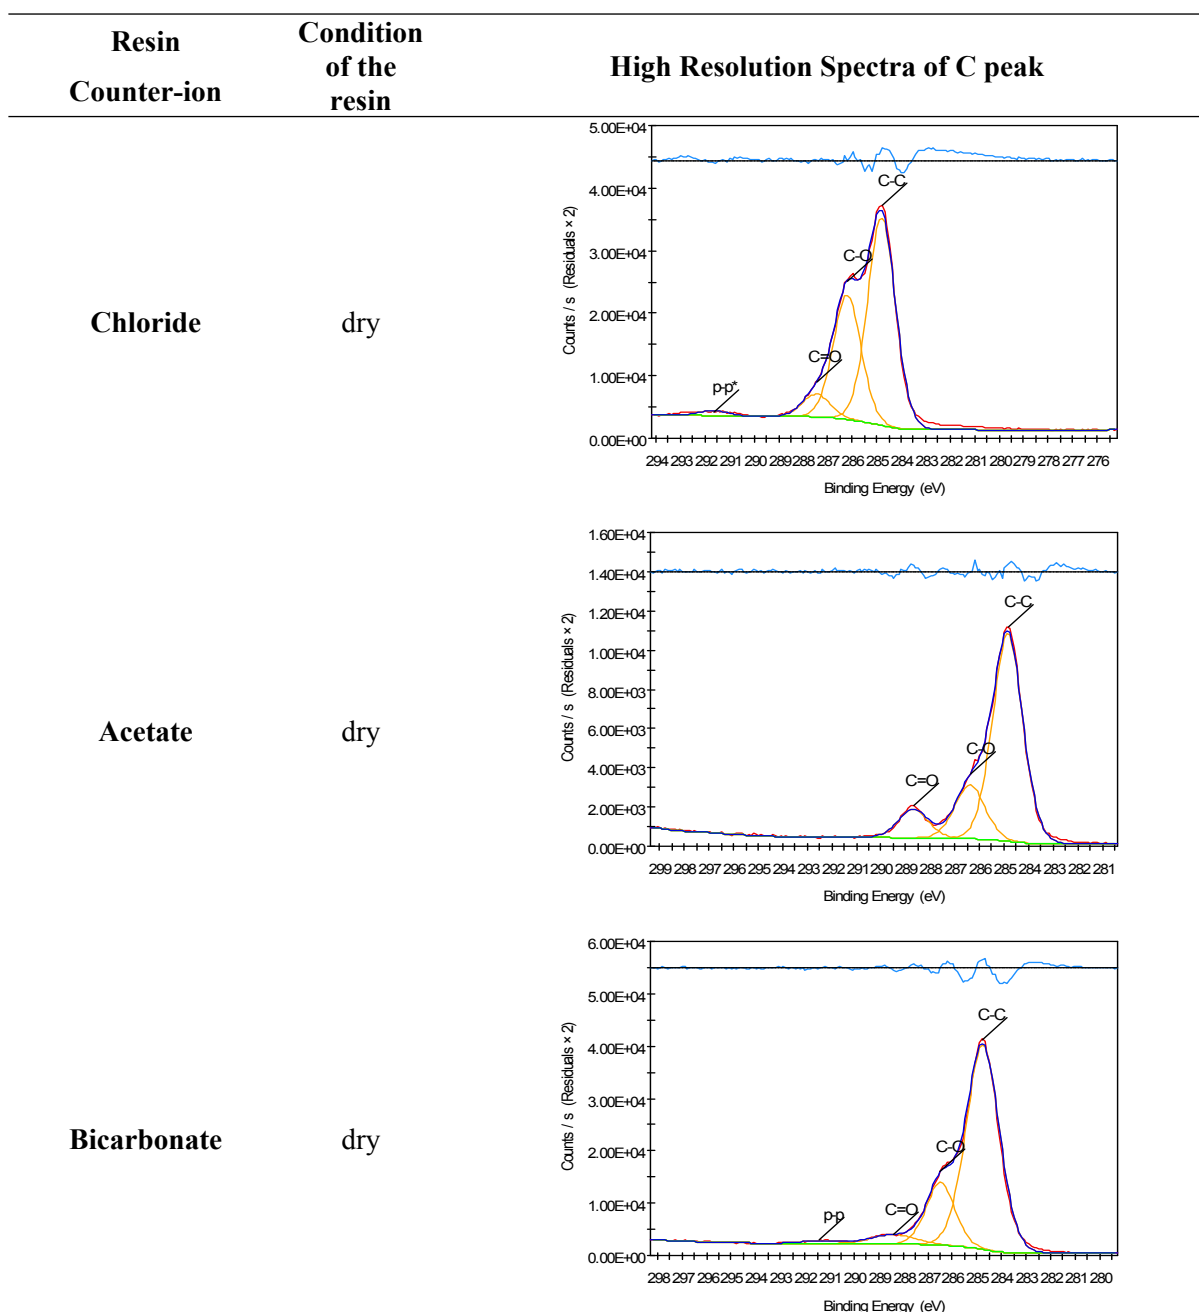 Resin
Counter-ion
Condition
of the
resin
High Resolution Spectra of C peak
Chloride
dry
Counts / s (Residuals × 2)
5.00E+04
4.00E+04
3.00E+04
2.00E+04
1.00E+04
0.00E+00
C-C
C-O
C=O
p-p*
294 293 292 291 290 289 288 287 286 285 284 283 282 281 280 279 278 277 276
Binding Energy (eV)
Acetate
dry
Counts / s (Residuals × 2)
1.60E+04
1.40E+04
1.20E+04
1.00E+04
8.00E+03
6.00E+03
4.00E+03
2.00E+03
0.00E+00
C-C
C-O
C=O
299 298 297 296 295 294 293 292 291 290 289 288 287 286 285 284 283 282 281
Binding Energy (eV)
Bicarbonate
dry
Counts / s (Residuals × 2)
6.00E+04
5.00E+04
4.00E+04
3.00E+04
2.00E+04
1.00E+04
0.00E+00
C-C
C-O
C=O
p-p
298 297 296 295 294 293 292 291 290 289 288 287 286 285 284 283 282 281 280
Binding Energy (eV)